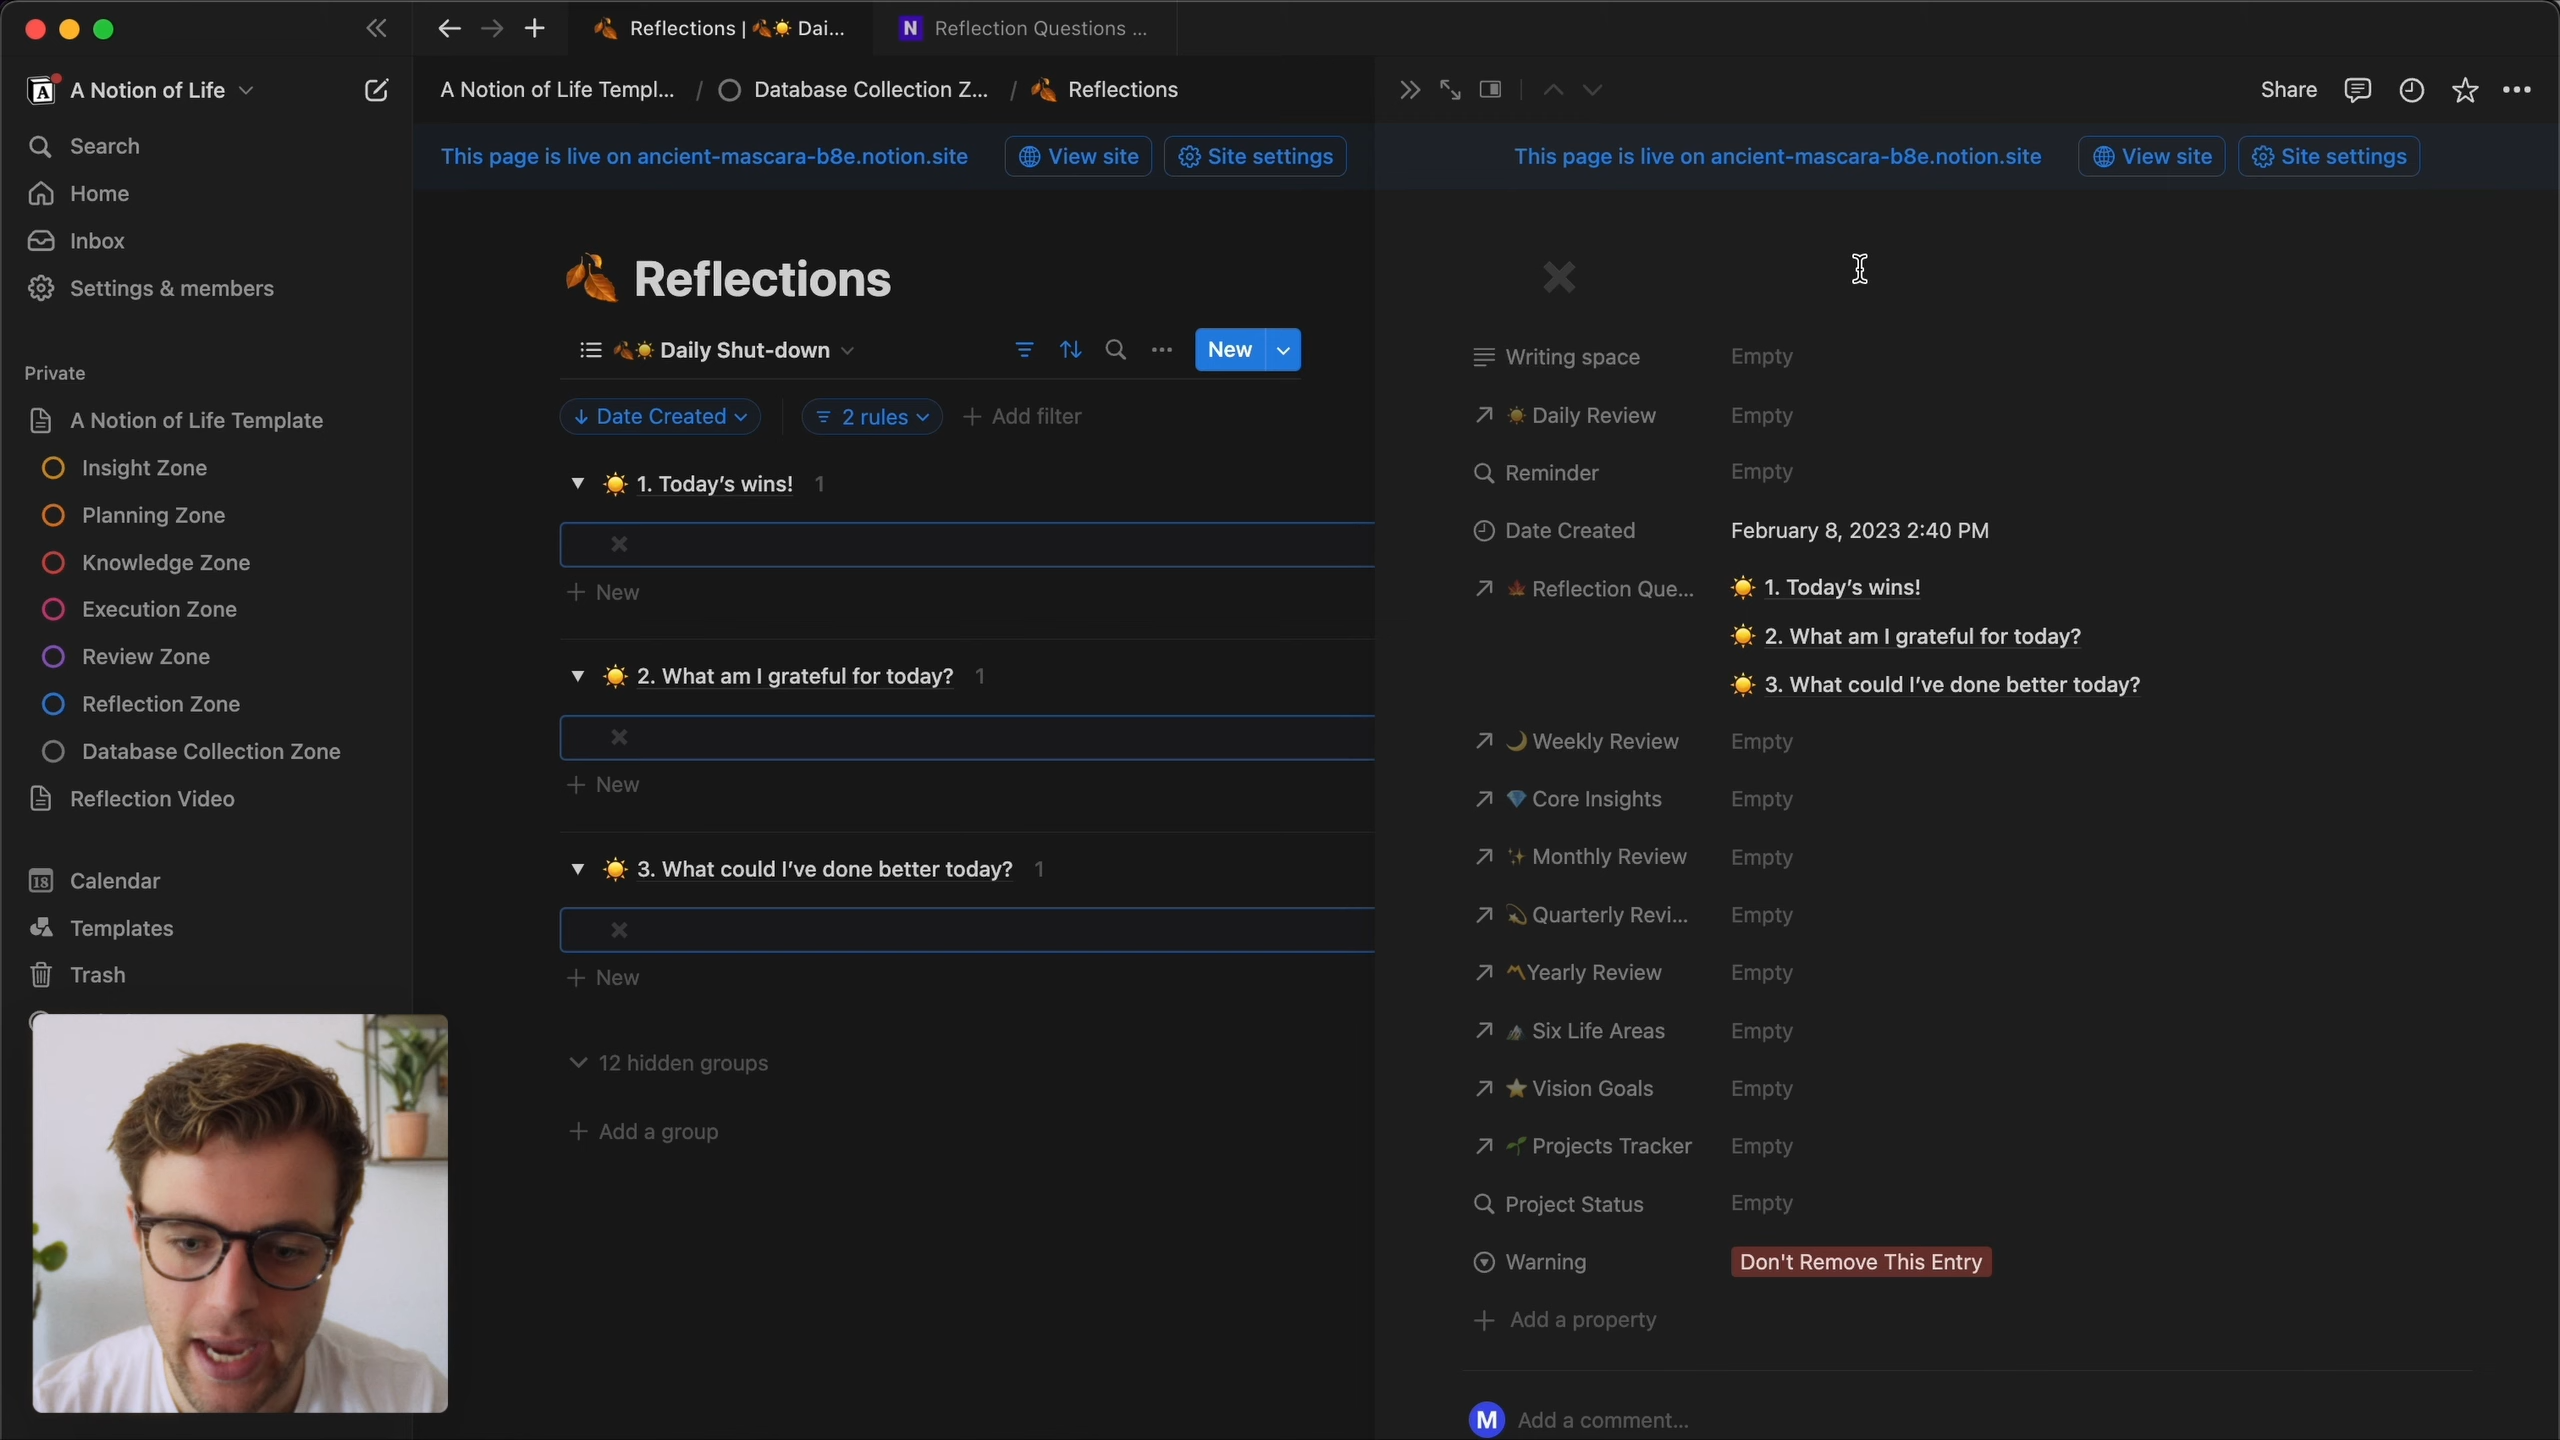 Reflections | Dai...
Reflection Questions ...
A Notion of Life
A Notion of Life Templ... / Database Collection Z... / Reflections
Share
This page is live on ancient-mascara-b8e.notion.site
View site
Site settings
This page is live on ancient-mascara-b8e.notion.site
View site
Site settings
Search
Home
Inbox
Settings & members
Private
A Notion of Life Template
Insight Zone
Planning Zone
Knowledge Zone
Execution Zone
Review Zone
Reflection Zone
Database Collection Zone
Reflection Video
18 Calendar
Templates
Trash
Reflections
Daily Shut-down
New
Date Created
2 rules
Add filter
1. Today's wins! 1
New
2. What am I grateful for today? 1
New
3. What could I've done better today? 1
New
12 hidden groups
Add a group
Writing space Empty
Daily Review Empty
Reminder Empty
Date Created February 8, 2023 2:40 PM
Reflection Que... 1. Today's wins!
2. What am I grateful for today?
3. What could I've done better today?
Weekly Review Empty
Core Insights Empty
Monthly Review Empty
Quarterly Revi... Empty
Yearly Review Empty
Six Life Areas Empty
Vision Goals Empty
Projects Tracker Empty
Project Status Empty
Warning Don't Remove This Entry
Add a property
M Add a comment...